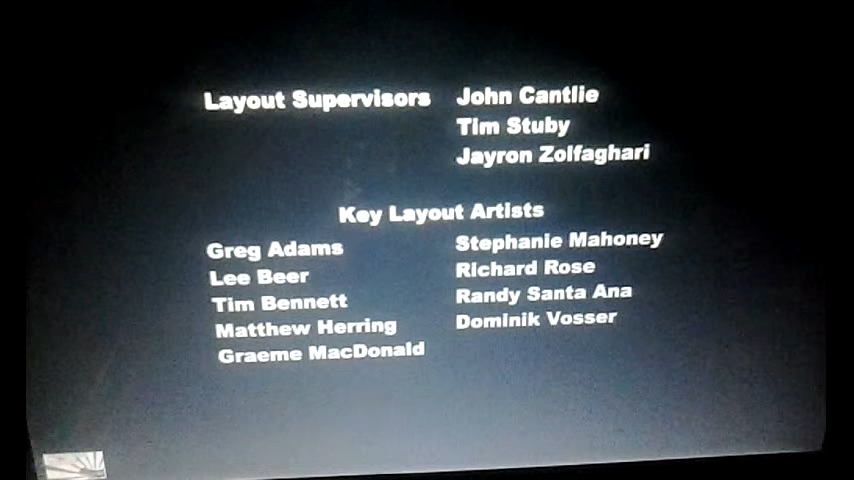 Layout Supervisors John Cantlie
Tim Stuby
Jayron Zolfaghari
Key Layout Artists
Greg Adams Stephanie Mahoney
Lee Beer Richard Rose
Tim Bennett Randy Santa Ana
Matthew Herring Dominik Vosser
Graeme MacDonald